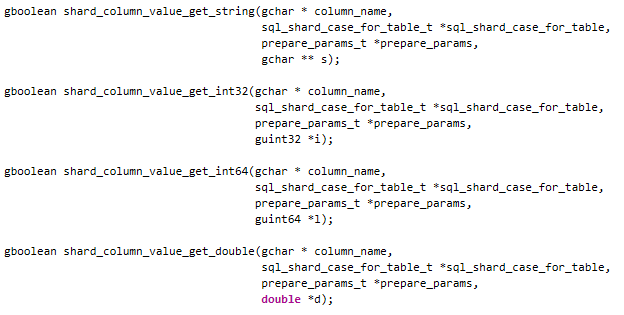 gboolean shard_column_value_get_string(gchar * column_name,
sql_shard_case_for_table_t *sql_shard_case_for_table,
prepare_params_t *prepare_params,
gchar ** s);
gboolean shard_column_value_get_int32(gchar * column_name,
sql_shard_case_for_table_t *sql_shard_case_for_table,
prepare_params_t *prepare_params,
guint32 *i);
gboolean shard_column_value_get_int64(gchar * column_name,
sql_shard_case_for_table_t *sql_shard_case_for_table,
prepare_params_t *prepare_params,
guint64 *l);
gboolean shard_column_value_get_double(gchar * column_name,
sql_shard_case_for_table_t *sql_shard_case_for_table,
prepare_params_t *prepare_params,
double *d);